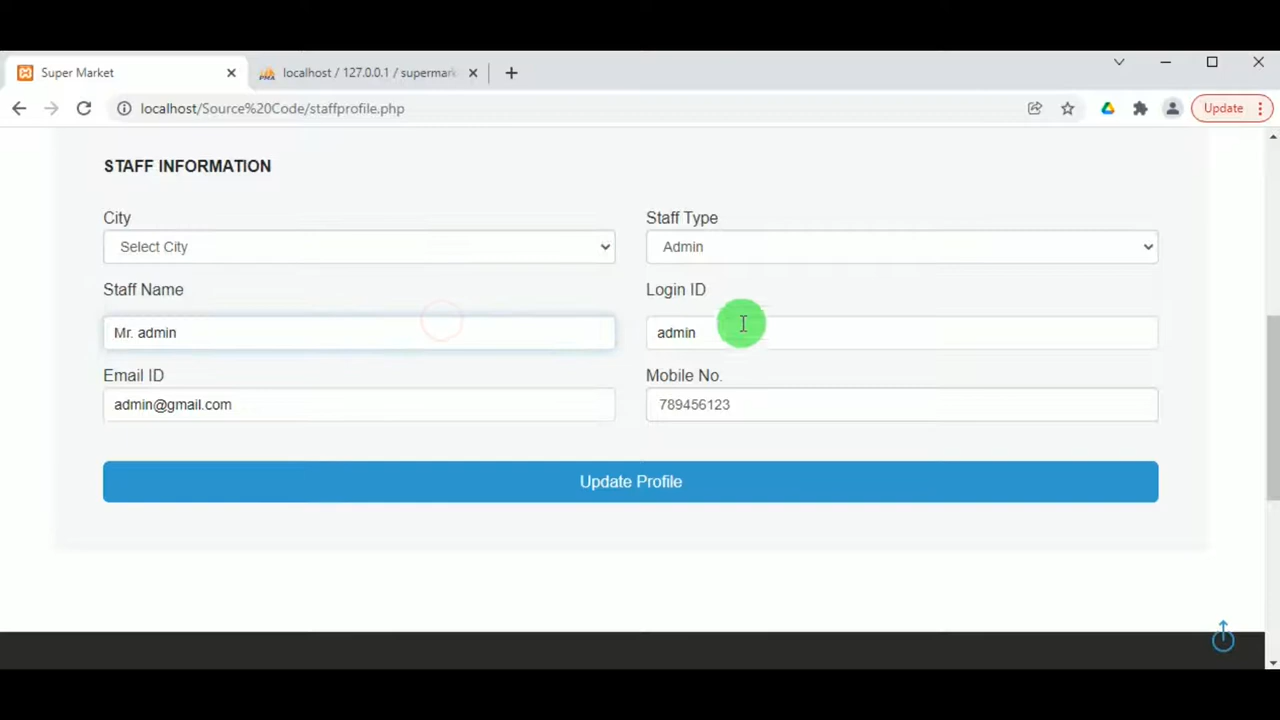 Super Market
localhost / 127.0.0.1 / supermark
localhost/Source%20Code/staffprofile.php
Update
STAFF INFORMATION
City
Staff Type
Select City
Admin
Staff Name
Login ID
Mr. admin
admin
Email ID
Mobile No.
admin@gmail.com
789456123
Update Profile